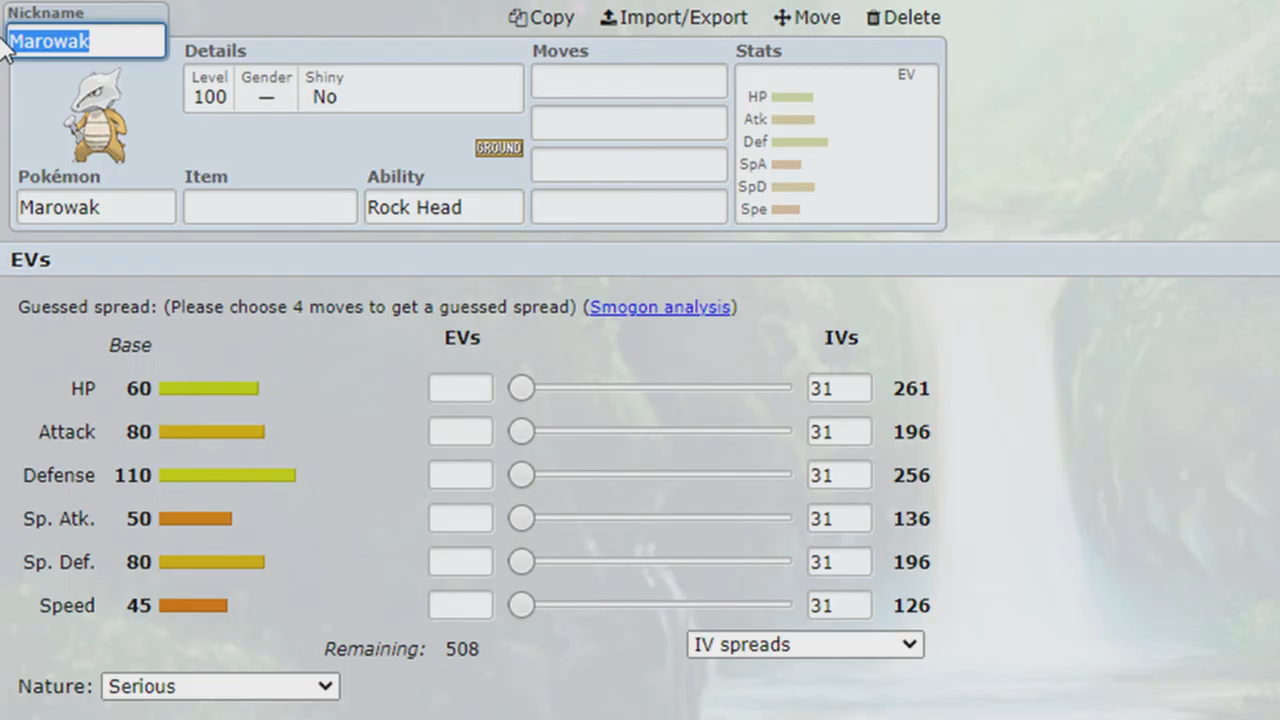 Nickname
Marowak
Copy Import/Export Move Delete
Details
Level Gender Shiny
100 — No
GROUND
Pokémon Item Ability
Marowak Rock Head
Moves
Stats
EV
HP
Atk
Def
SpA
SpD
Spe
EVs
Guessed spread: (Please choose 4 moves to get a guessed spread) (Smogon analysis)
Base EVs IVs
HP 60 31 261
Attack 80 31 196
Defense 110 31 256
Sp. Atk. 50 31 136
Sp. Def. 80 31 196
Speed 45 31 126
Remaining: 508 IV spreads
Nature: Serious